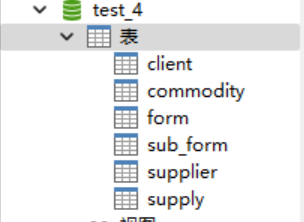 test_4
表
client
commodity
form
sub_form
supplier
supply